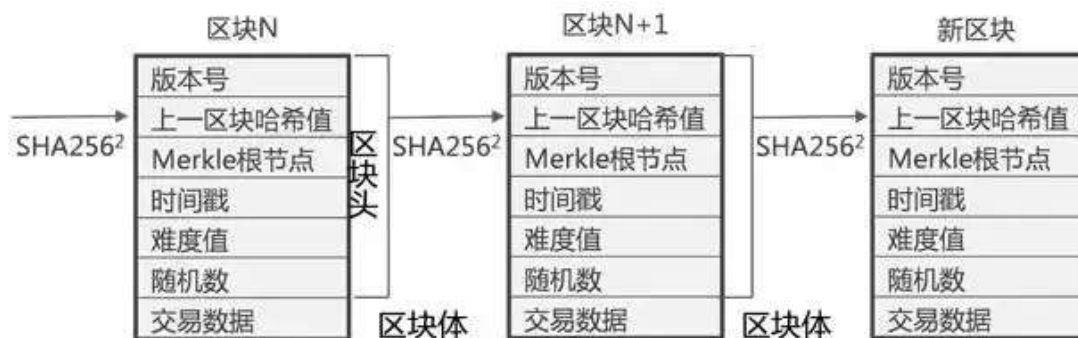 区块N
区块N+1
新区块
版本号
上一区块哈希值
Merkle根节点
时间戳
难度值
随机数
交易数据
SHA256²
区块头
区块体
版本号
上一区块哈希值
Merkle根节点
时间戳
难度值
随机数
交易数据
SHA256²
区块体
版本号
上一区块哈希值
Merkle根节点
时间戳
难度值
随机数
交易数据
SHA256²